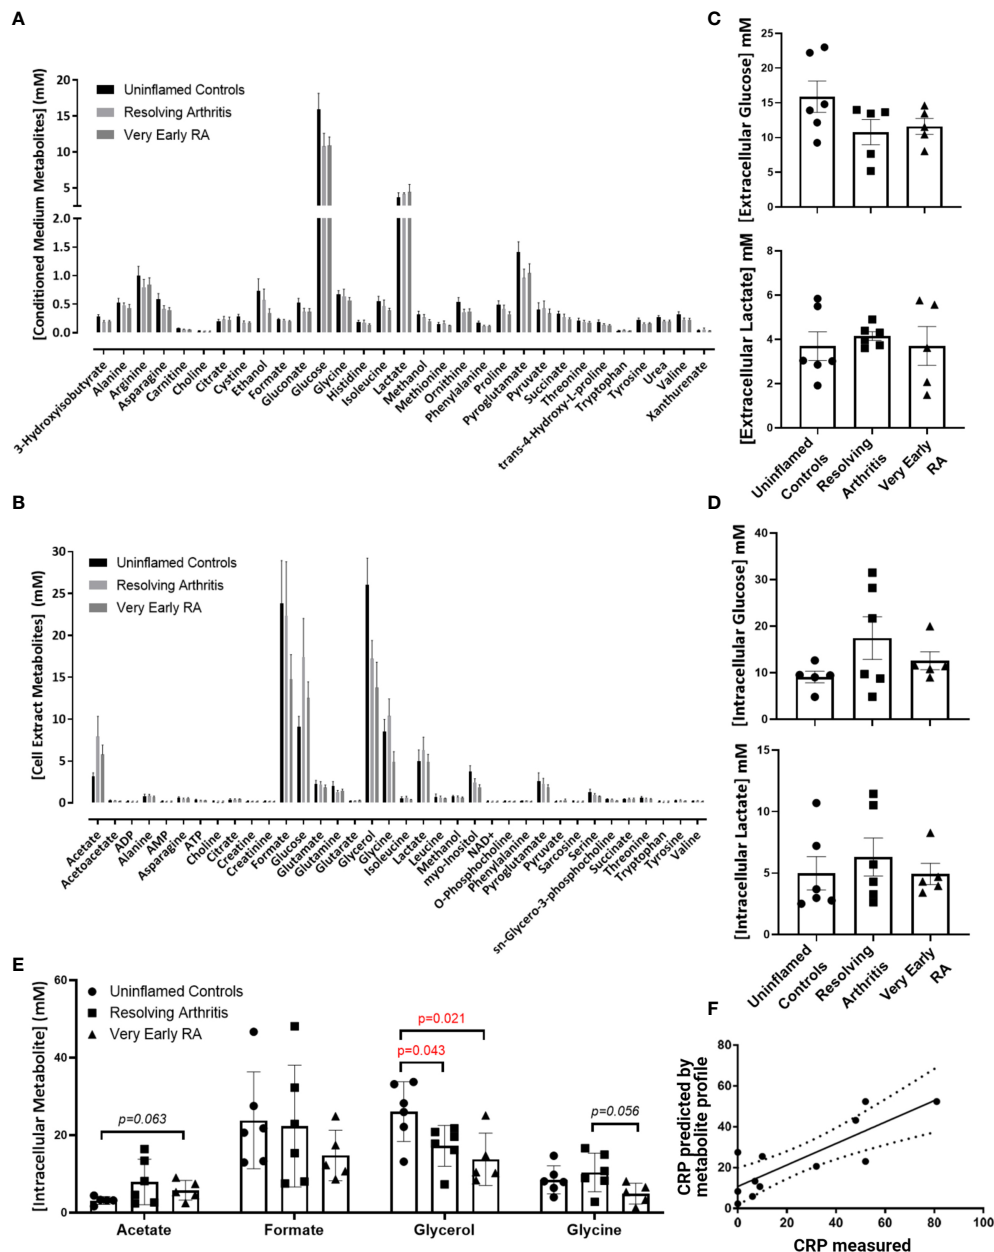 A
[Conditioned Medium Metabolites] (mM)
20
15
10
5
2.0
1.5
1.0
0.5
0.0
Uninflamed Controls
Resolving Arthritis
Very Early RA
3-Hydroxyisobutyrate
Alanine
Arginine
Asparagine
Carnitine
Choline
Citrate
Cystine
Ethanol
Formate
Gluconate
Glucose
Glycine
Histidine
Isoleucine
Lactate
Methanol
Methionine
Ornithine
Phenylalanine
Proline
Pyroglutamate
Pyruvate
Succinate
Threonine
trans-4-Hydroxy-L-proline
Tryptophan
Tyrosine
Urea
Valine
Xanthurenate
C
[Extracellular Glucose] mM
25
20
15
10
5
0
[Extracellular Lactate] mM
8
6
4
2
0
Uninflamed
Controls
Resolving
Arthritis
Very Early
RA
B
[Cell Extract Metabolites] (mM)
30
25
20
15
10
5
0
Uninflamed Controls
Resolving Arthritis
Very Early RA
Acetate
Acetoacetate
ADP
Alanine
AMP
Asparagine
ATP
Choline
Citrate
Creatine
Creatinine
Formate
Glucose
Glutamate
Glutamine
Glutarate
Glycerol
Glycine
Isoleucine
Lactate
Leucine
Methanol
myo-Inositol
NAD+
O-Phosphocholine
Phenylalanine
Pyroglutamate
Pyruvate
Sarcosine
Serine
sn-Glycero-3-phosphocholine
Succinate
Threonine
Tryptophan
Tyrosine
Valine
D
[Intracellular Glucose] mM
40
30
20
10
0
[Intracellular Lactate] mM
15
10
5
0
Uninflamed
Controls
Resolving
Arthritis
Very Early
RA
E
[Intracellular Metabolite] (mM)
60
40
20
0
Uninflamed Controls
Resolving Arthritis
Very Early RA
p=0.063
p=0.021
p=0.043
p=0.056
Acetate
Formate
Glycerol
Glycine
F
CRP predicted by
metabolite profile
80
60
40
20
0
0
20
40
60
80
100
CRP measured